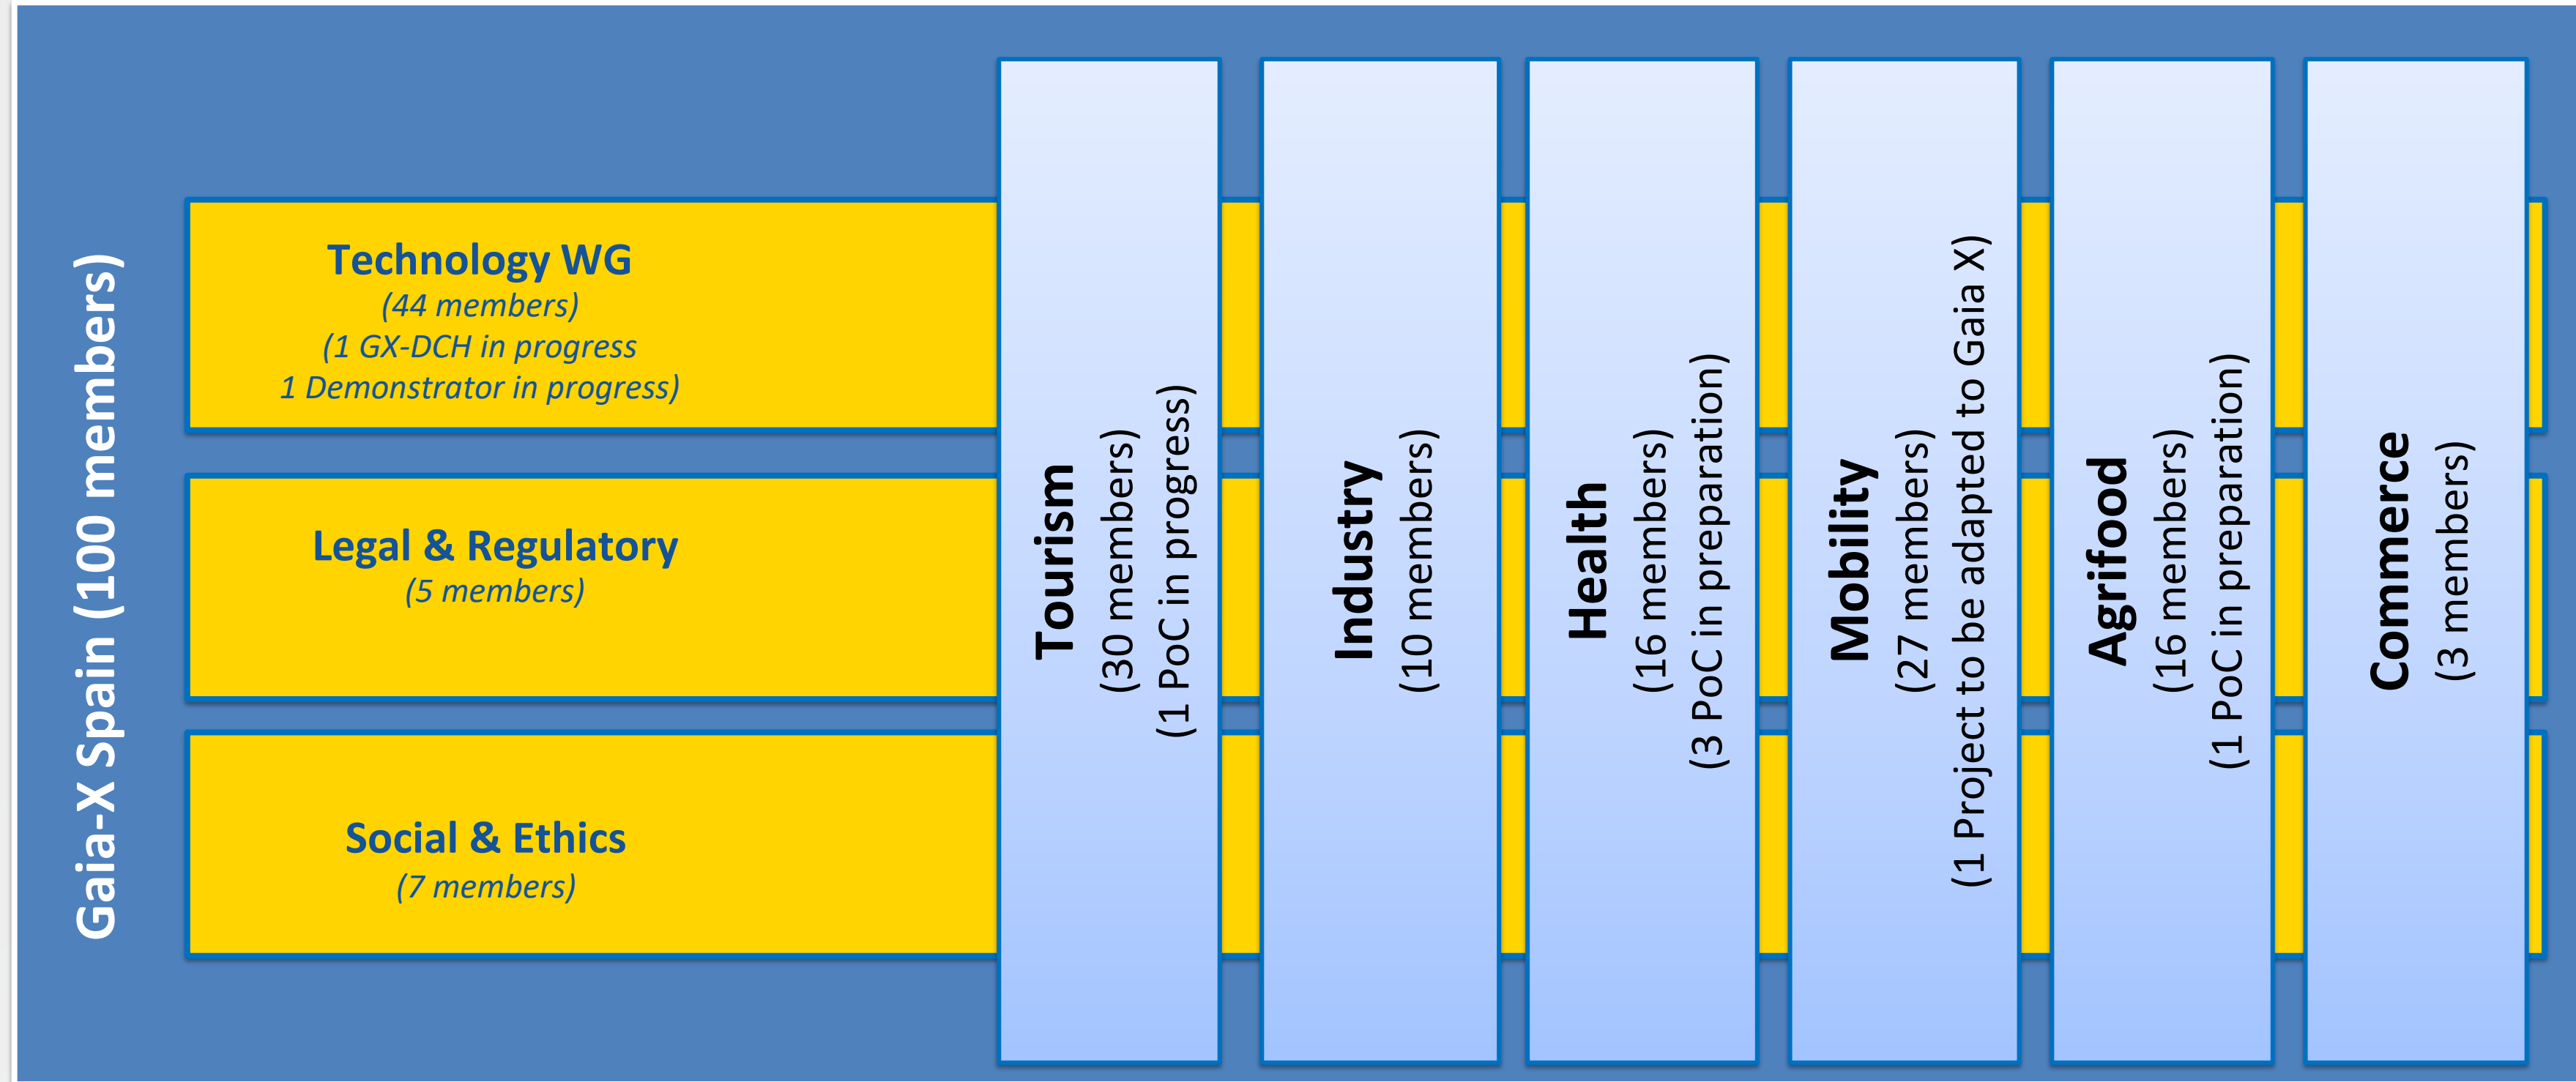 Gaia-X Spain (100 members)
Technology WG
(44 members)
(1 GX-DCH in progress
1 Demonstrator in progress)
Legal & Regulatory
(5 members)
Social & Ethics
(7 members)
Tourism
(30 members)
(1 PoC in progress)
Industry
(10 members)
Health
(16 members)
(3 PoC in preparation)
Mobility
(27 members)
(1 Project to be adapted to Gaia X)
Agrifood
(16 members)
(1 PoC in preparation)
Commerce
(3 members)